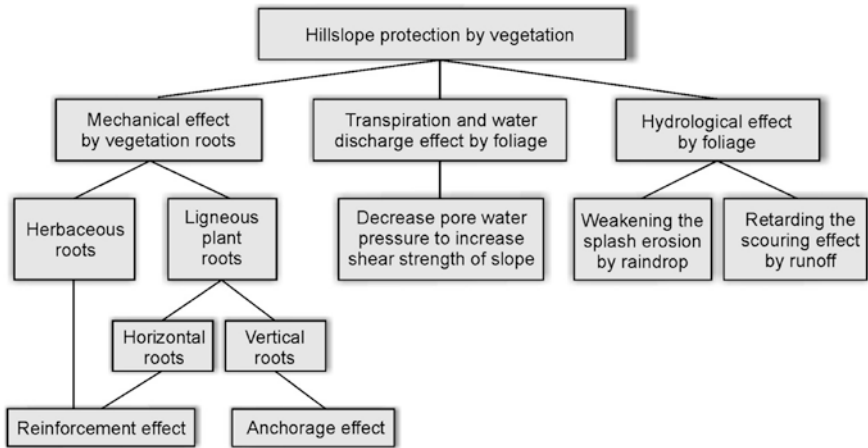 Hillslope protection by vegetation
Mechanical effect
by vegetation roots
Transpiration and water
discharge effect by foliage
Hydrological effect
by foliage
Herbaceous
roots
Ligneous
plant
roots
Decrease pore water
pressure to increase
shear strength of slope
Weakening the
splash erosion
by raindrop
Retarding the
scouring effect
by runoff
Horizontal
roots
Vertical
roots
Reinforcement effect
Anchorage effect